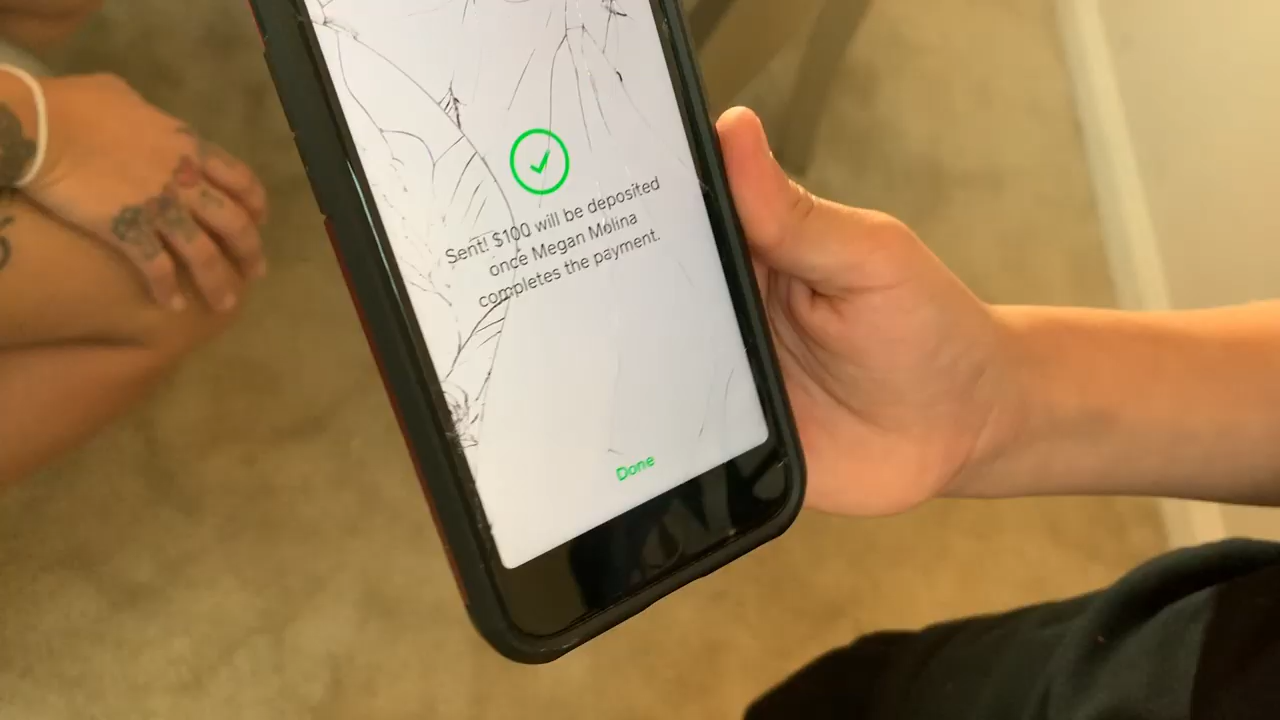 Sent! $100 will be deposited
once Megan Molina
completes the payment.
Done